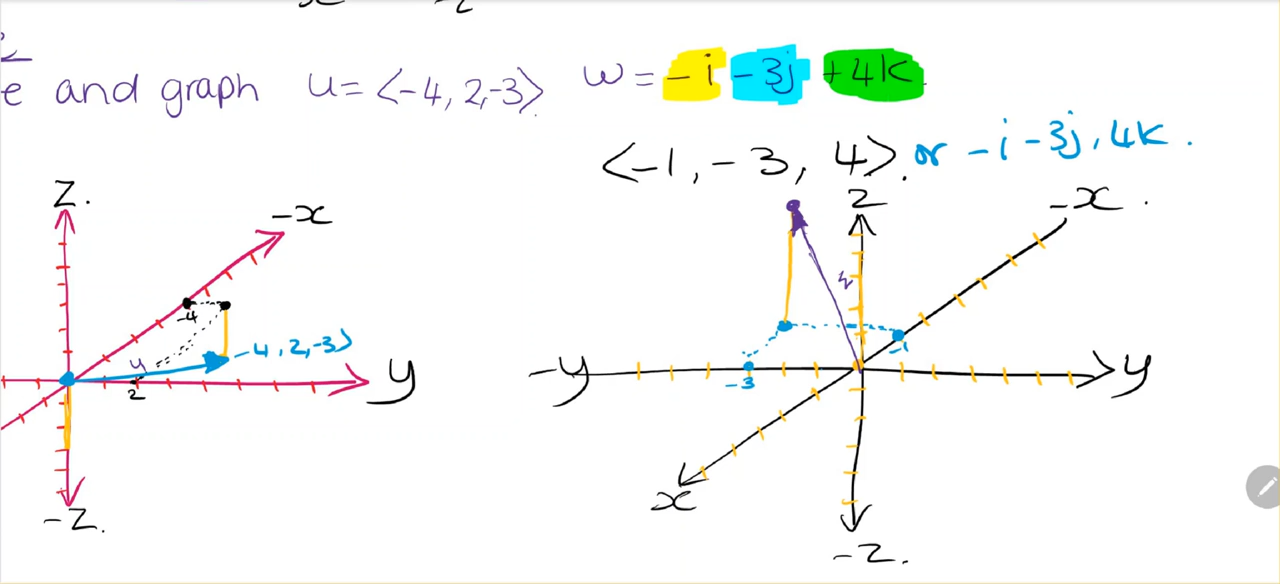 e and graph u = <-4, 2, -3> w = -i -3j +4k
<-1, -3, 4>. or -i -3j, 4k.
z.
-x
-4
-4, 2, -3>
u
2
y
-z.
z
-x.
-1
-y
-3
y
x
-z.